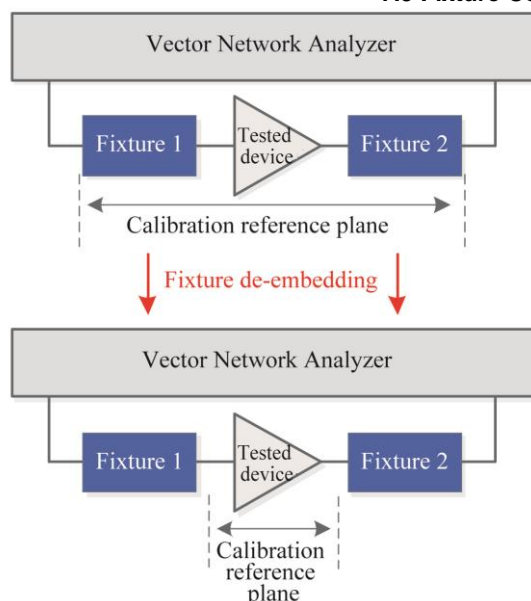 Vector Network Analyzer
Fixture 1
Tested
device
Fixture 2
Calibration reference plane
Fixture de-embedding
Vector Network Analyzer
Fixture 1
Tested
device
Fixture 2
Calibration
reference
plane